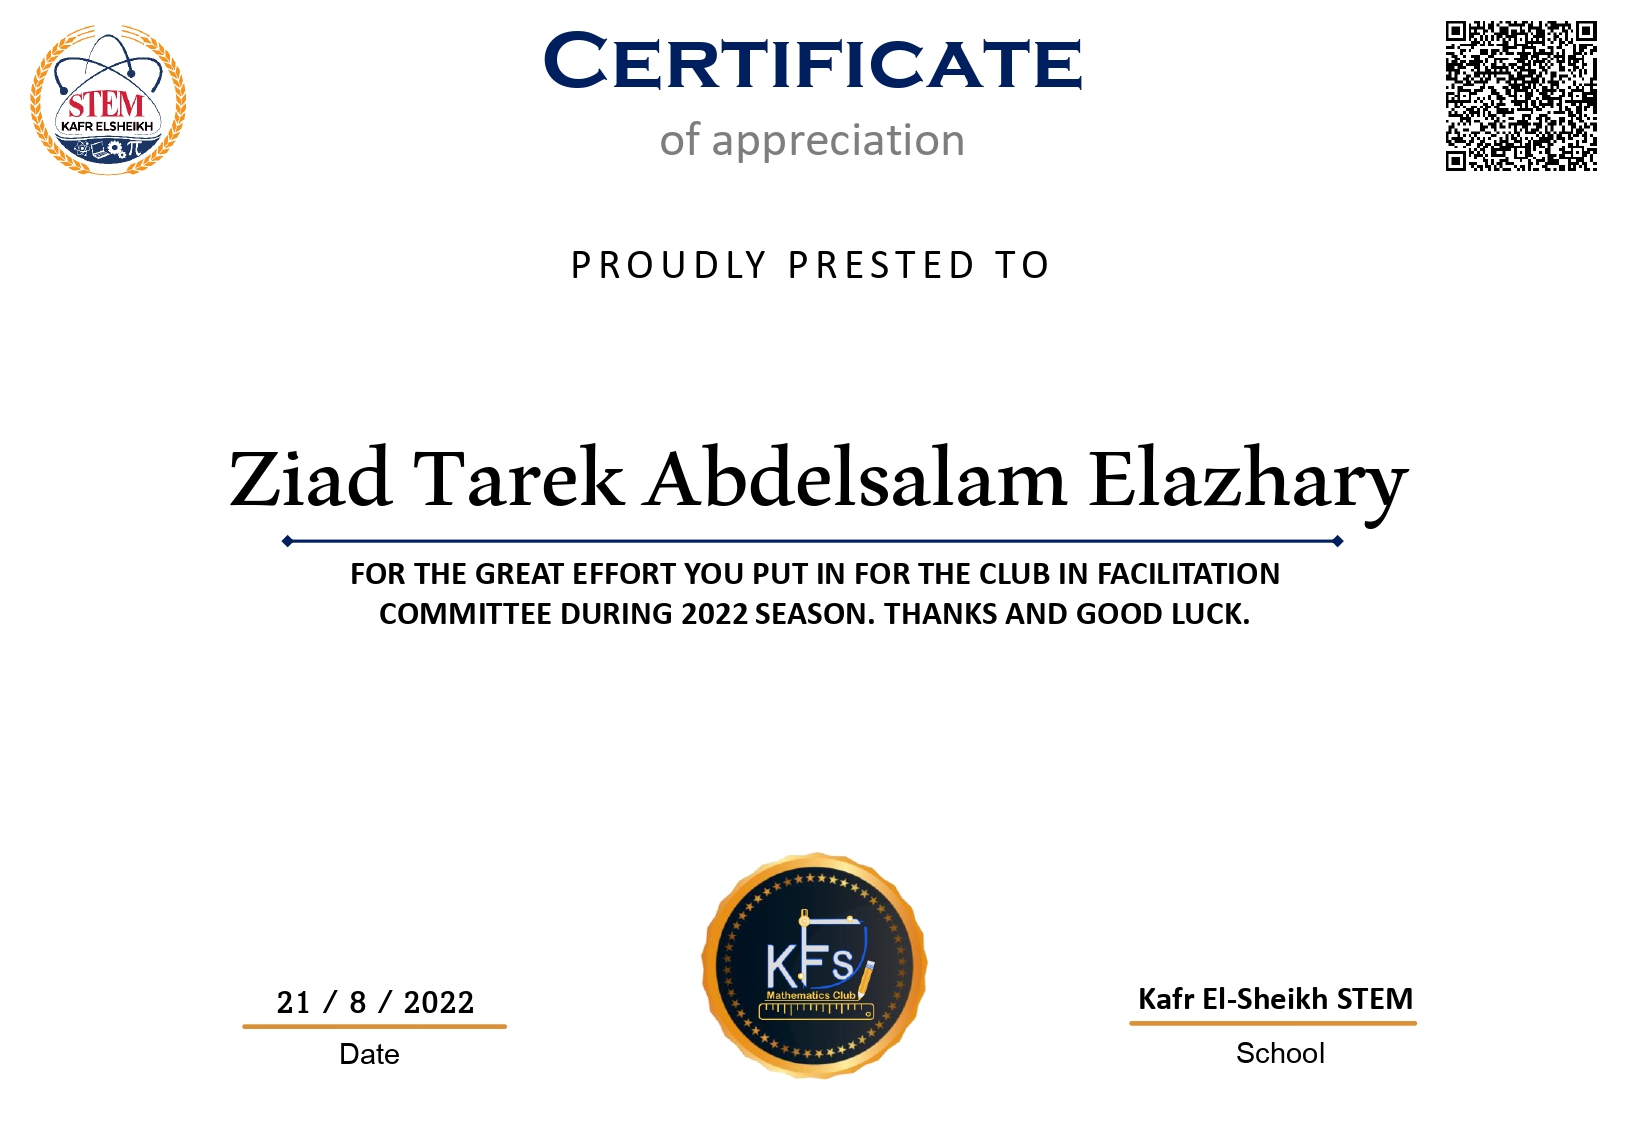 STEM
KAFR ELSHEIKH
π
CERTIFICATE
of appreciation
PROUDLY PRESTED TO
Ziad Tarek Abdelsalam Elazhary
FOR THE GREAT EFFORT YOU PUT IN FOR THE CLUB IN FACILITATION
COMMITTEE DURING 2022 SEASON. THANKS AND GOOD LUCK.
21 / 8 / 2022
Date
KFS
Mathematics Club
Kafr El-Sheikh STEM
School